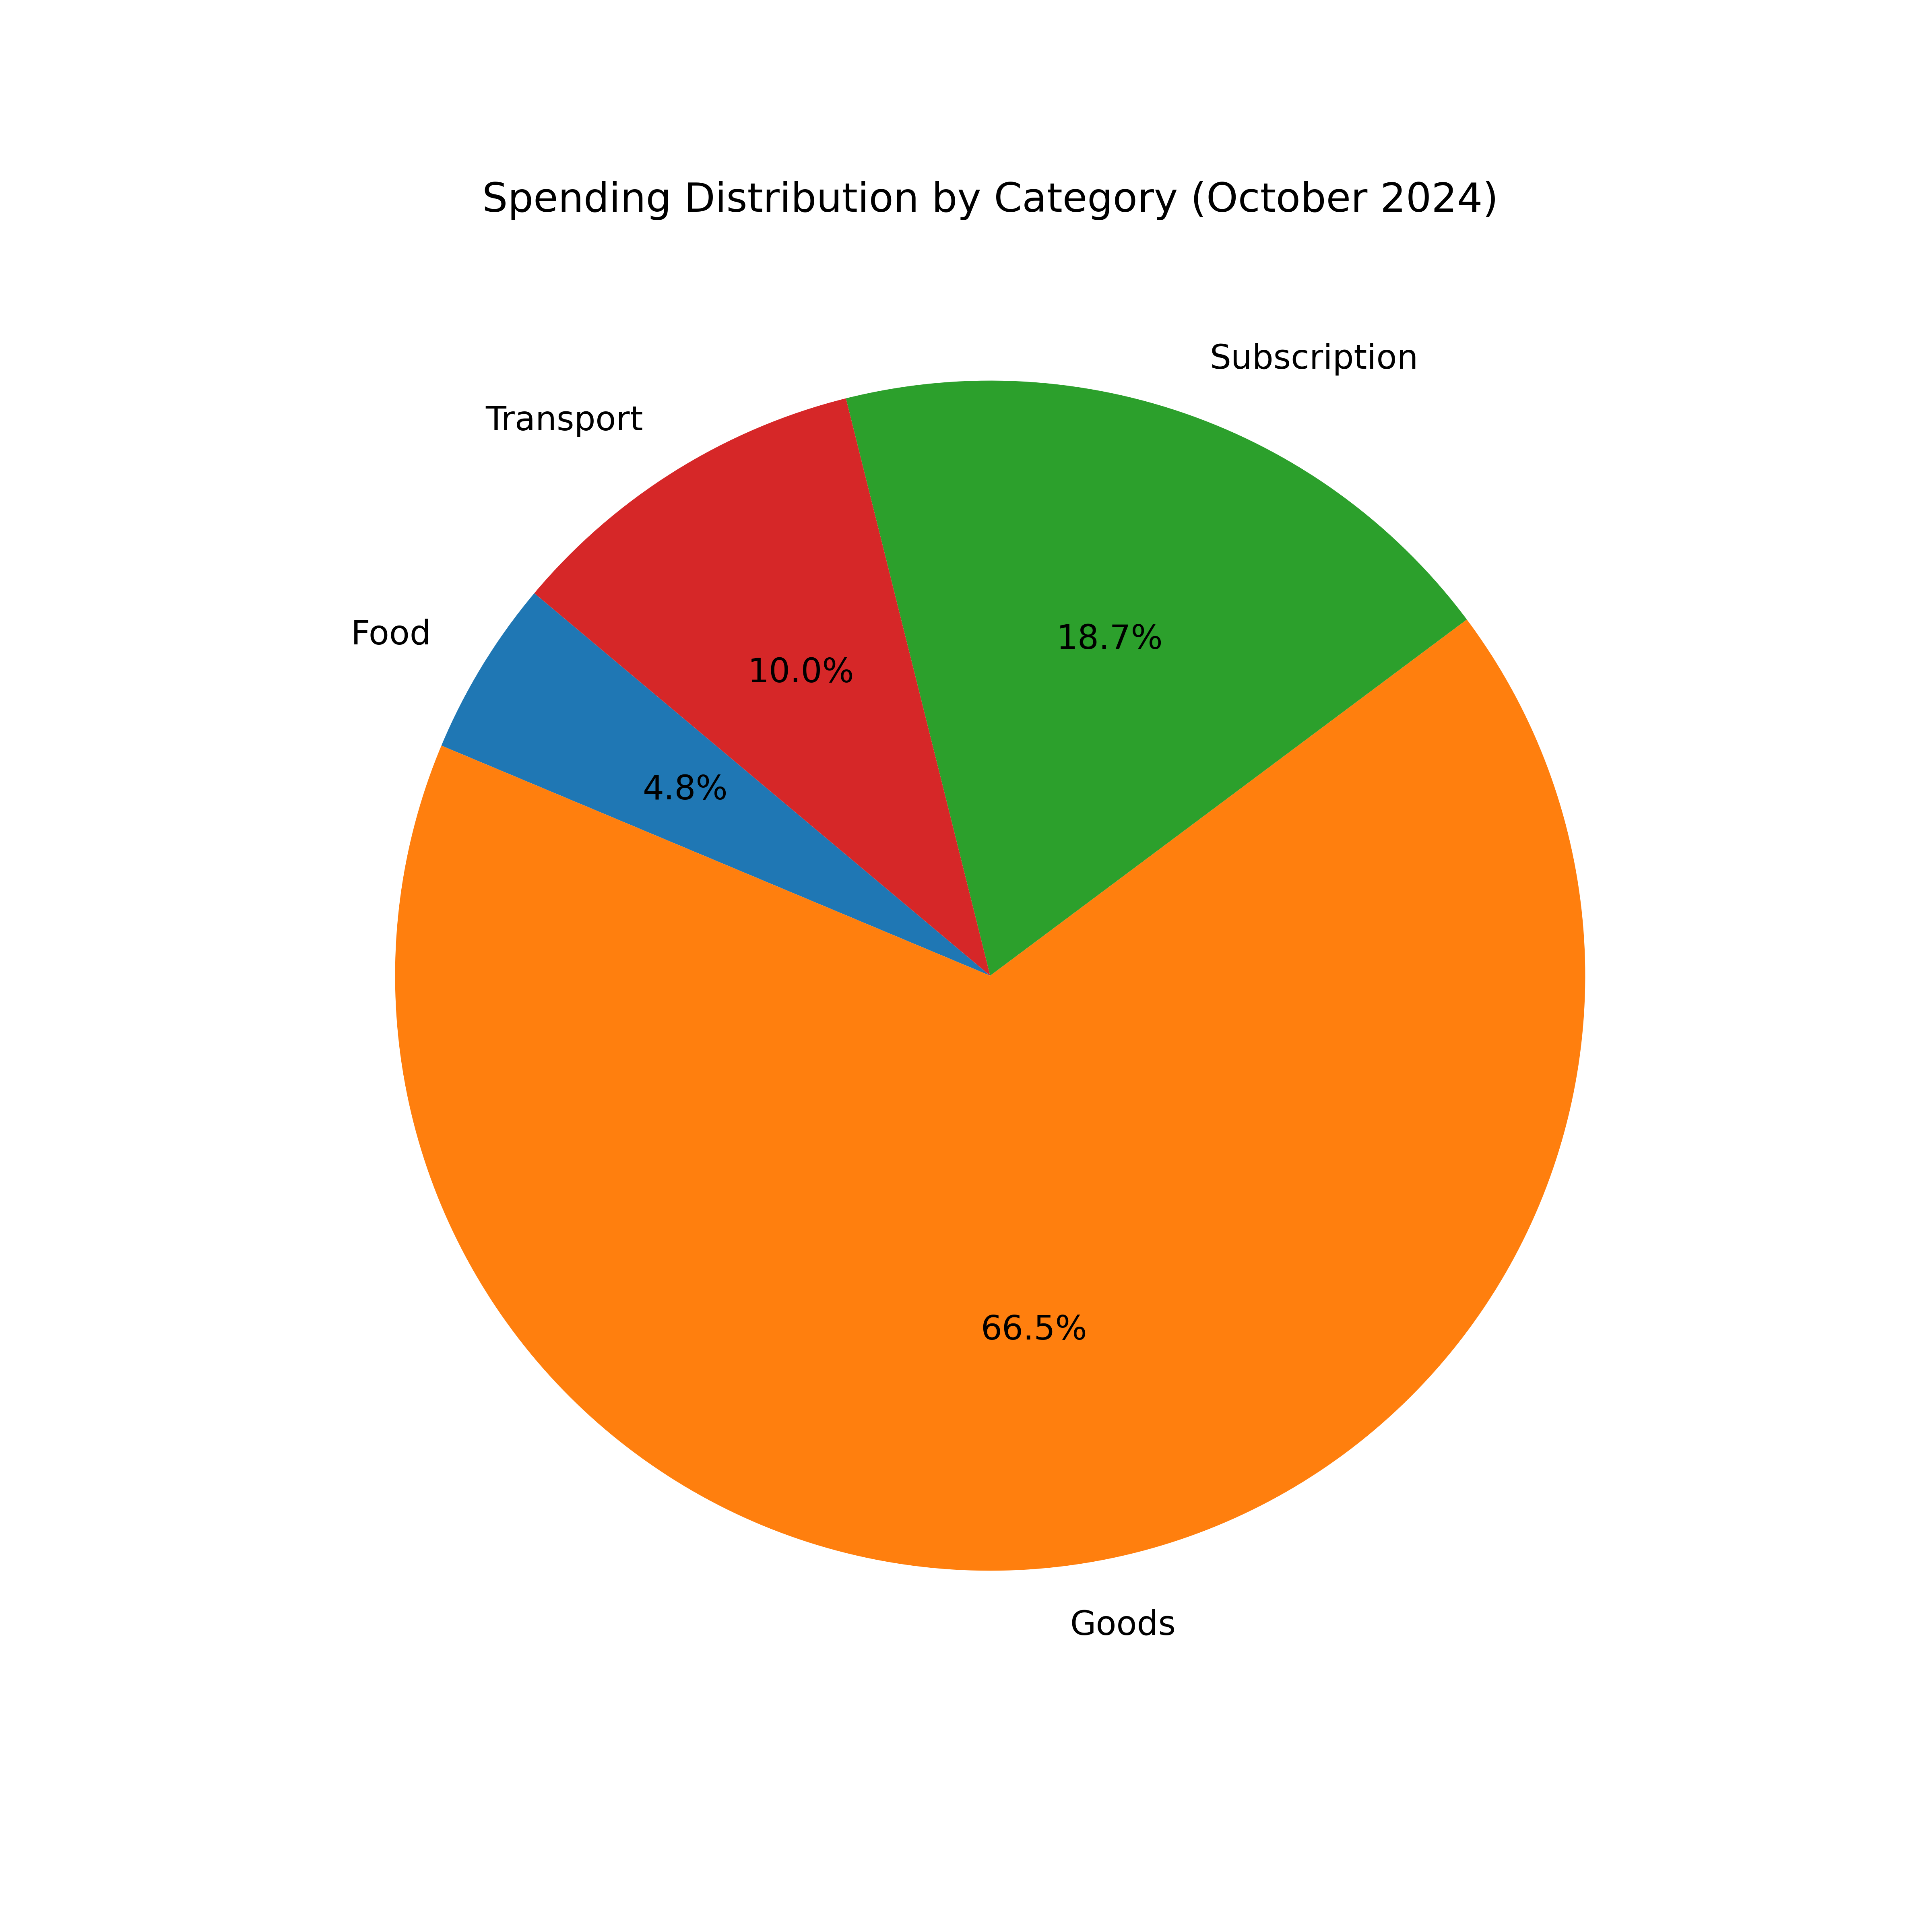 Spending Distribution by Category (October 2024)
Subscription
Transport
Food
18.7%
10.0%
4.8%
66.5%
Goods